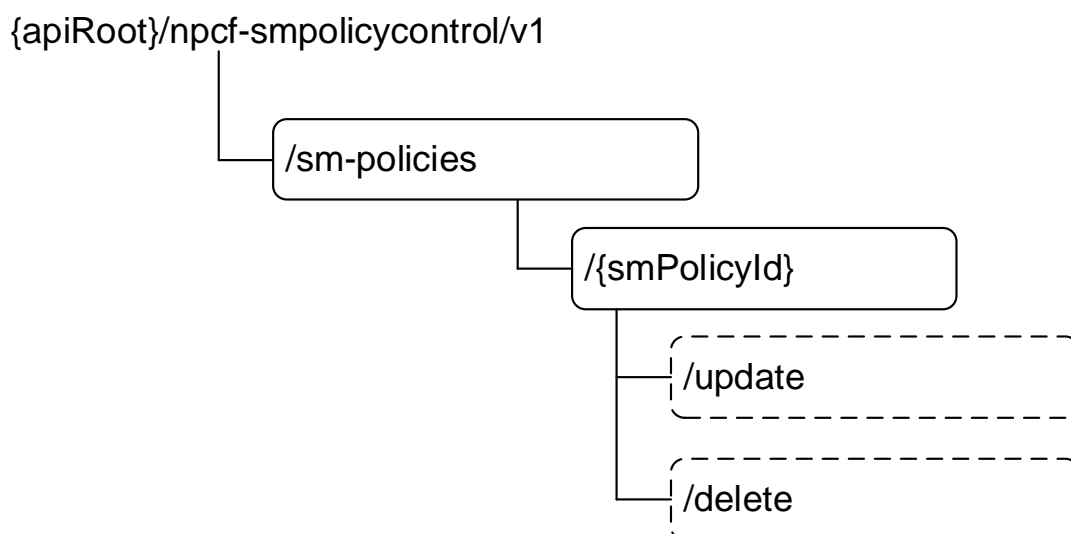 {apiRoot}/npcf-smpolicycontrol/v1
/sm-policies
/{smPolicyId}
/update
/delete